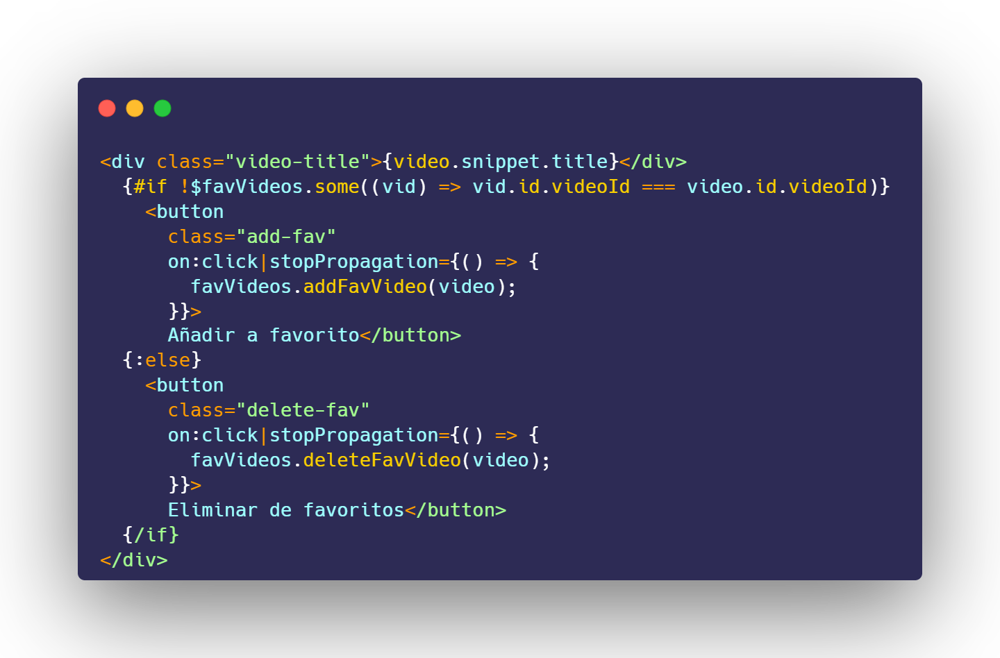 <div class="video-title">{video.snippet.title}</div>
  {#if !$favVideos.some((vid) => vid.id.videoId === video.id.videoId)}
    <button
      class="add-fav"
      on:click|stopPropagation={() => {
        favVideos.addFavVideo(video);
      }}>
      Añadir a favorito</button>
  {:else}
    <button
      class="delete-fav"
      on:click|stopPropagation={() => {
        favVideos.deleteFavVideo(video);
      }}>
      Eliminar de favoritos</button>
  {/if}
</div>